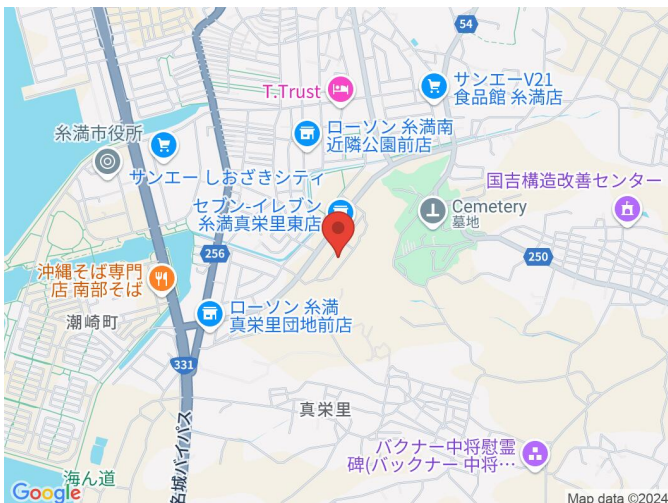 54
サンエーV21
食品館 糸満店
T.Trust
糸満市役所
ローソン 糸満南
近隣公園前店
サンエー しおざきシティ
国吉構造改善センター
セブン-イレブン
糸満真栄里東店
Cemetery
墓地
256
250
沖縄そば専門
店 南部そば
ローソン 糸満
真栄里団地前店
潮崎町
331
真栄里
名城バイパス
バクナー中将慰霊
碑(バックナー 中将…
海ん道
Google
Map data ©2024